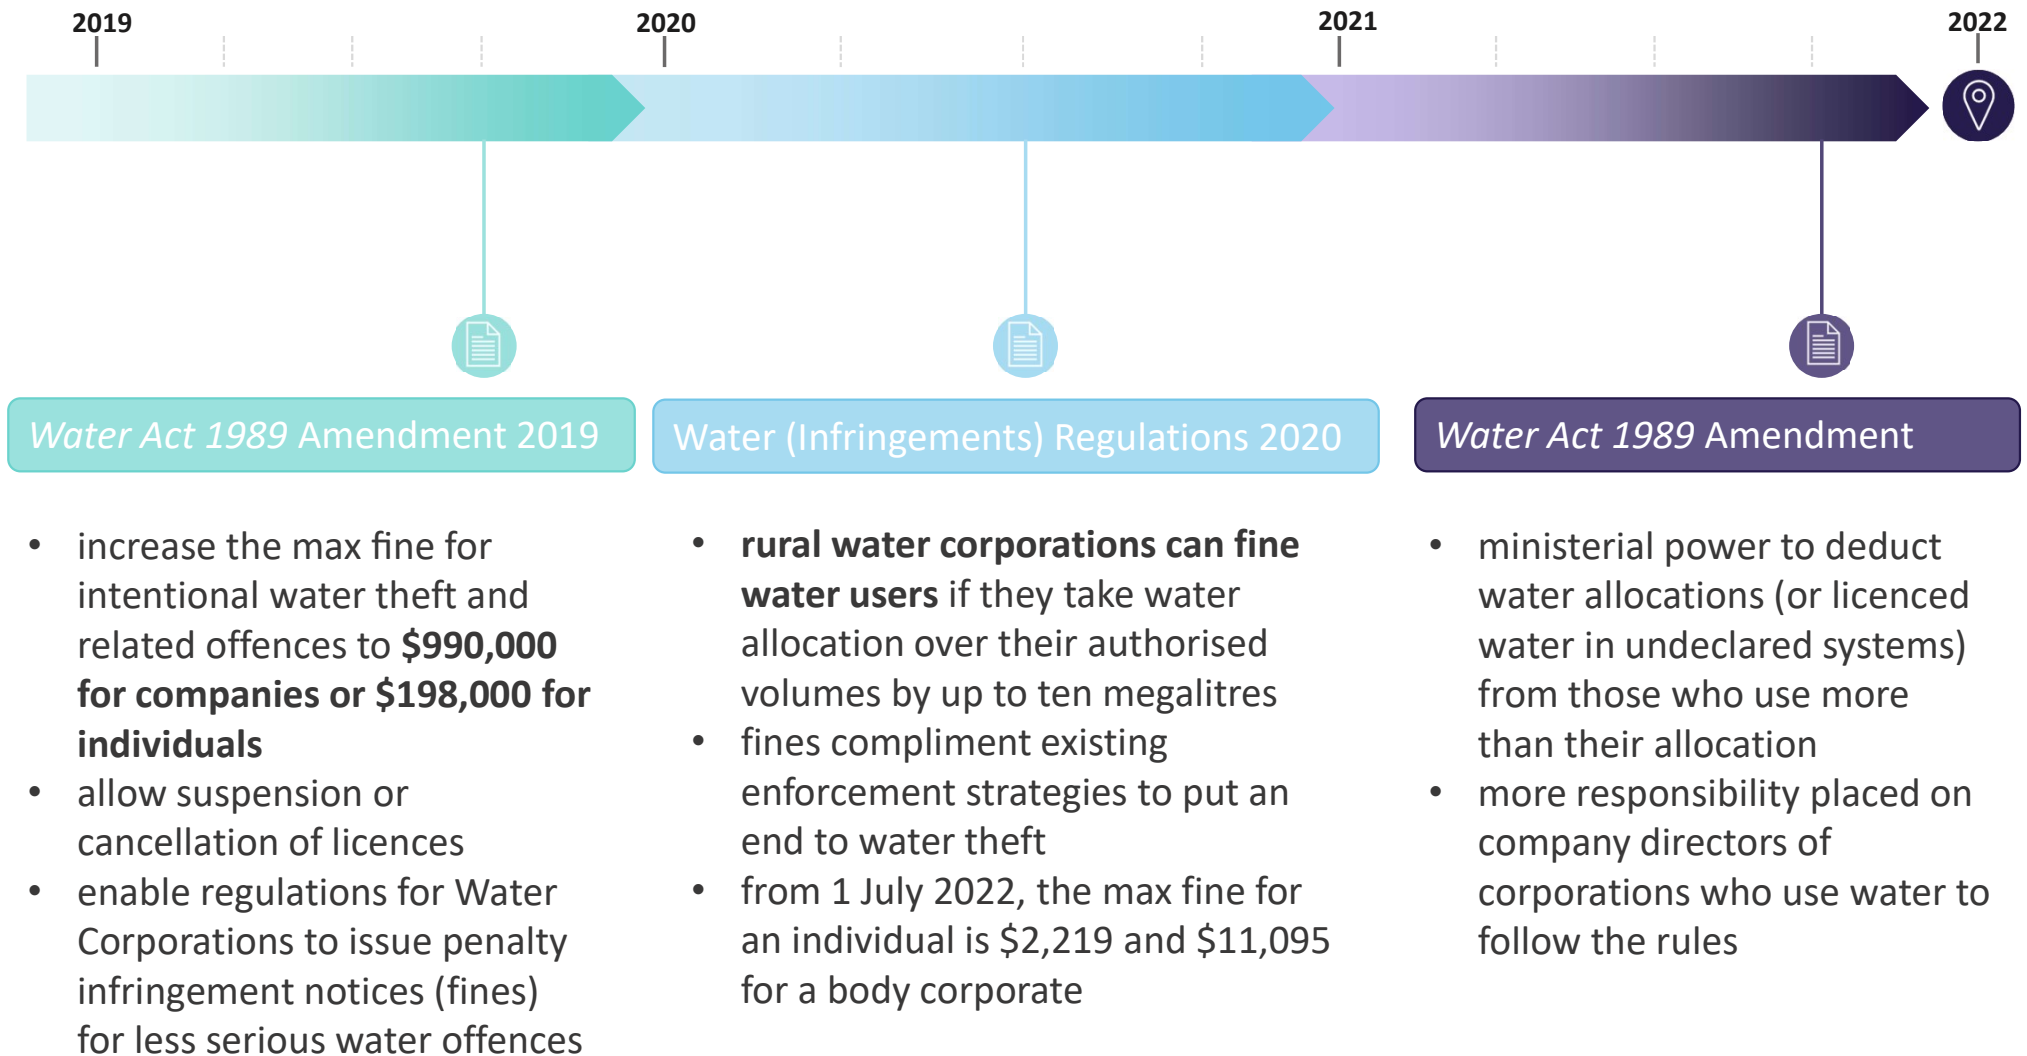 2019
2020
2021
2022
Water Act 1989 Amendment 2019
• increase the max fine for
intentional water theft and
related offences to $990,000
for companies or $198,000 for
individuals
• allow suspension or
cancellation of licences
• enable regulations for Water
Corporations to issue penalty
infringement notices (fines)
for less serious water offences
Water (Infringements) Regulations 2020
• rural water corporations can fine
water users if they take water
allocation over their authorised
volumes by up to ten megalitres
• fines compliment existing
enforcement strategies to put an
end to water theft
• from 1 July 2022, the max fine for
an individual is $2,219 and $11,095
for a body corporate
Water Act 1989 Amendment
• ministerial power to deduct
water allocations (or licenced
water in undeclared systems)
from those who use more
than their allocation
• more responsibility placed on
company directors of
corporations who use water to
follow the rules